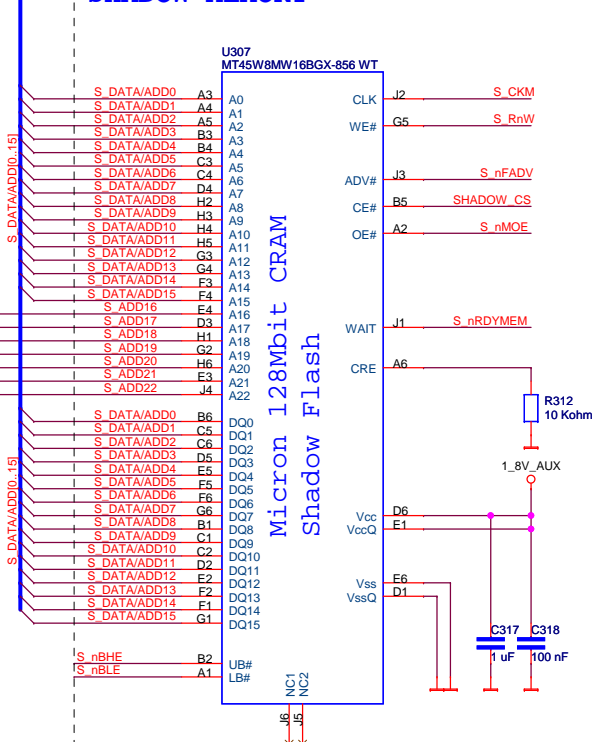 SHADOW MEMORY
U307
MT45W8MW16BGX-856 WT
S_DATA/ADD[0..15]
S_DATA/ADD0 A3 A0
S_DATA/ADD1 A4 A1
S_DATA/ADD2 A5 A2
S_DATA/ADD3 B3 A3
S_DATA/ADD4 B4 A4
S_DATA/ADD5 C3 A5
S_DATA/ADD6 C4 A6
S_DATA/ADD7 D4 A7
S_DATA/ADD8 H2 A8
S_DATA/ADD9 H3 A9
S_DATA/ADD10 H4 A10
S_DATA/ADD11 H5 A11
S_DATA/ADD12 G3 A12
S_DATA/ADD13 G4 A13
S_DATA/ADD14 F3 A14
S_DATA/ADD15 F4 A15
S_ADD16 E4 A16
S_ADD17 D3 A17
S_ADD18 H1 A18
S_ADD19 G2 A19
S_ADD20 H6 A20
S_ADD21 E3 A21
S_ADD22 J4 A22
S_DATA/ADD[0..15]
S_DATA/ADD0 B6 DQ0
S_DATA/ADD1 C5 DQ1
S_DATA/ADD2 C6 DQ2
S_DATA/ADD3 D5 DQ3
S_DATA/ADD4 E5 DQ4
S_DATA/ADD5 F5 DQ5
S_DATA/ADD6 F6 DQ6
S_DATA/ADD7 G6 DQ7
S_DATA/ADD8 B1 DQ8
S_DATA/ADD9 C1 DQ9
S_DATA/ADD10 C2 DQ10
S_DATA/ADD11 D2 DQ11
S_DATA/ADD12 E2 DQ12
S_DATA/ADD13 F2 DQ13
S_DATA/ADD14 F1 DQ14
S_DATA/ADD15 G1 DQ15
S_nBHE B2 UB#
S_nBLE A1 LB#
Micron 128Mbit CRAM
Shadow Flash
CLK J2 S_CKM
WE# G5 S_RnW
ADV# J3 S_nFADV
CE# B5 SHADOW_CS
OE# A2 S_nMOE
WAIT J1 S_nRDYMEM
CRE A6
R312
10 Kohm
1_8V_AUX
Vcc D6
VccQ E1
Vss E6
VssQ D1
C317
1 uF
C318
100 nF
NC1 J6
NC2 J5